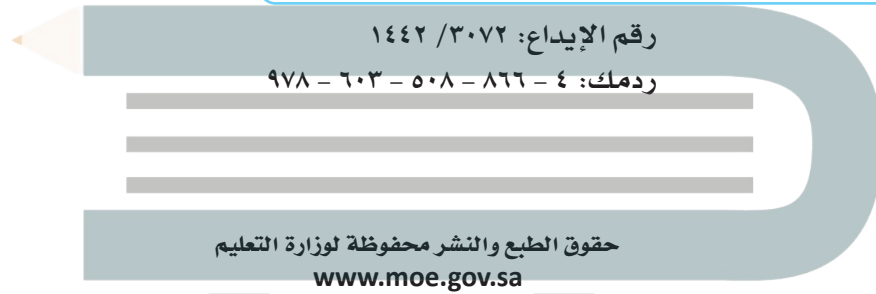 رقم الإيداع: ٣٠٧٢/ ١٤٤٢
ردمك: ٤ – ٨٦٦ – ٥٠٨ – ٦٠٣ – ٩٧٨
حقوق الطبع والنشر محفوظة لوزارة التعليم
www.moe.gov.sa